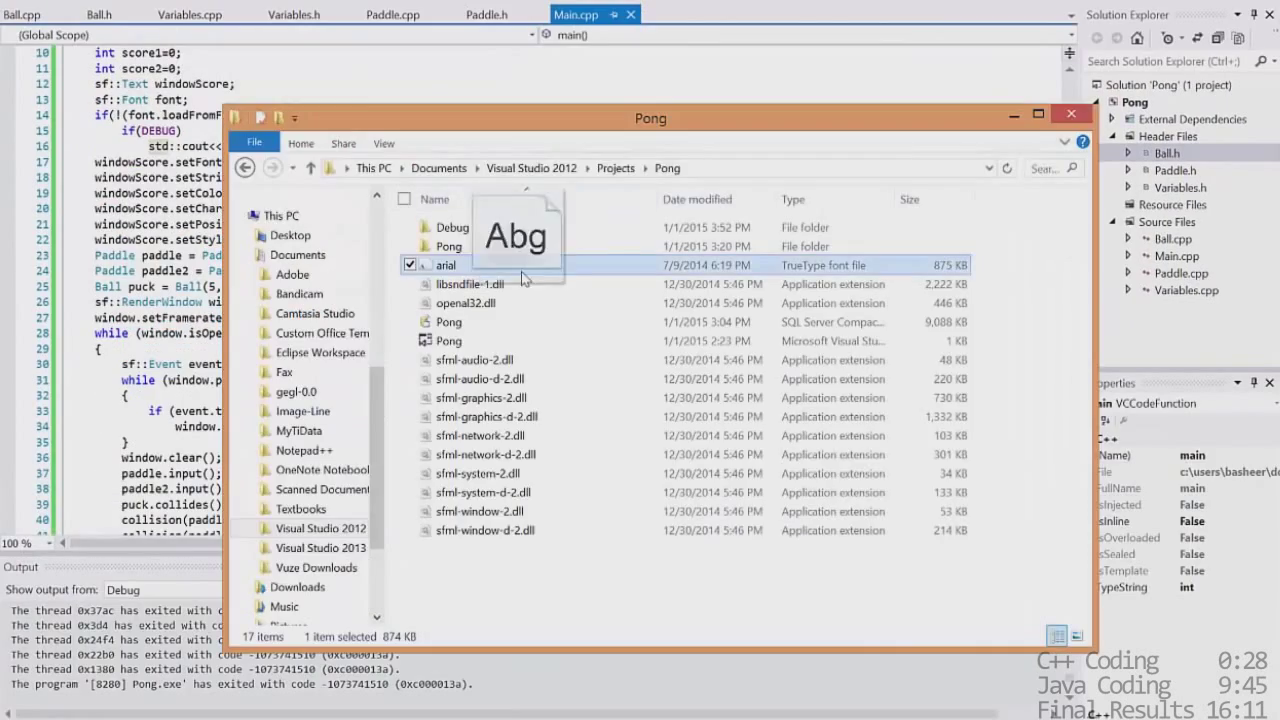 Ball.cpp Ball.h Variables.cpp Variables.h Paddle.cpp Paddle.h Main.cpp
(Global Scope) main()
10 int score1=0;
11 int score2=0;
12 sf::Text windowScore;
13 sf::Font font;
14 if(!(font.loadFromF
15 if(DEBUG)
16 std::cout<<
17 windowScore.setFont
18 windowScore.setStri
19 windowScore.setColo
20 windowScore.setChar
21 windowScore.setPosi
22 windowScore.setStyl
23 Paddle paddle = Pad
24 Paddle paddle2 = Pa
25 Ball puck = Ball(5,
26 sf::RenderWindow wi
27 window.setFramerate
28 while (window.isOpe
29 {
30 sf::Event event
31 while (window.p
32 {
33 if (event.t
34 window.
35 }
36 window.clear();
37 paddle.input();
38 paddle2.input()
39 puck.collides()
40 collision(paddl
100 %
Output
Show output from: Debug
The thread 0x37ac has exited with c
The thread 0x3d4 has exited with co
The thread 0x24f4 has exited with c
The thread 0x22b0 has exited with code -1073741510 (0xc000013a).
The thread 0x1380 has exited with code -1073741510 (0xc000013a).
The program '[8280] Pong.exe' has exited with code -1073741510 (0xc000013a).
Pong
File Home Share View
This PC Documents Visual Studio 2012 Projects Pong Sear...
This PC
Desktop
Documents
Adobe
Bandicam
Camtasia Studio
Custom Office Tem
Eclipse Workspace
Fax
gegl-0.0
Image-Line
MyTiData
Notepad++
OneNote Notebool
Scanned Document
Textbooks
Visual Studio 2012
Visual Studio 2013
Vuze Downloads
Downloads
Music
Name Date modified Type Size
Abg
Debug 1/1/2015 3:52 PM File folder
Pong 1/1/2015 3:20 PM File folder
arial 7/9/2014 6:19 PM TrueType font file 875 KB
libsndfile-1.dll 12/30/2014 5:46 PM Application extension 2,222 KB
openal32.dll 12/30/2014 5:46 PM Application extension 446 KB
Pong 1/1/2015 3:04 PM SQL Server Compac... 9,088 KB
Pong 1/1/2015 2:23 PM Microsoft Visual Stu... 1 KB
sfml-audio-2.dll 12/30/2014 5:46 PM Application extension 48 KB
sfml-audio-d-2.dll 12/30/2014 5:46 PM Application extension 220 KB
sfml-graphics-2.dll 12/30/2014 5:46 PM Application extension 730 KB
sfml-graphics-d-2.dll 12/30/2014 5:46 PM Application extension 1,332 KB
sfml-network-2.dll 12/30/2014 5:46 PM Application extension 103 KB
sfml-network-d-2.dll 12/30/2014 5:46 PM Application extension 301 KB
sfml-system-2.dll 12/30/2014 5:46 PM Application extension 34 KB
sfml-system-d-2.dll 12/30/2014 5:46 PM Application extension 133 KB
sfml-window-2.dll 12/30/2014 5:46 PM Application extension 53 KB
sfml-window-d-2.dll 12/30/2014 5:46 PM Application extension 214 KB
17 items 1 item selected 874 KB
Solution Explorer
Search Solution Explorer (Ctrl+;)
Solution 'Pong' (1 project)
Pong
External Dependencies
Header Files
Ball.h
Paddle.h
Variables.h
Resource Files
Source Files
Ball.cpp
Main.cpp
Paddle.cpp
Variables.cpp
operties
main VCCodeFunction
C++
(Name) main
File c:\users\basheer
FullName main
sInjected False
sInline False
sOverloaded False
sSealed False
sTemplate False
TypeString int
C++
C++ Coding 0:28
Java Coding 9:45
Final Results 16:11